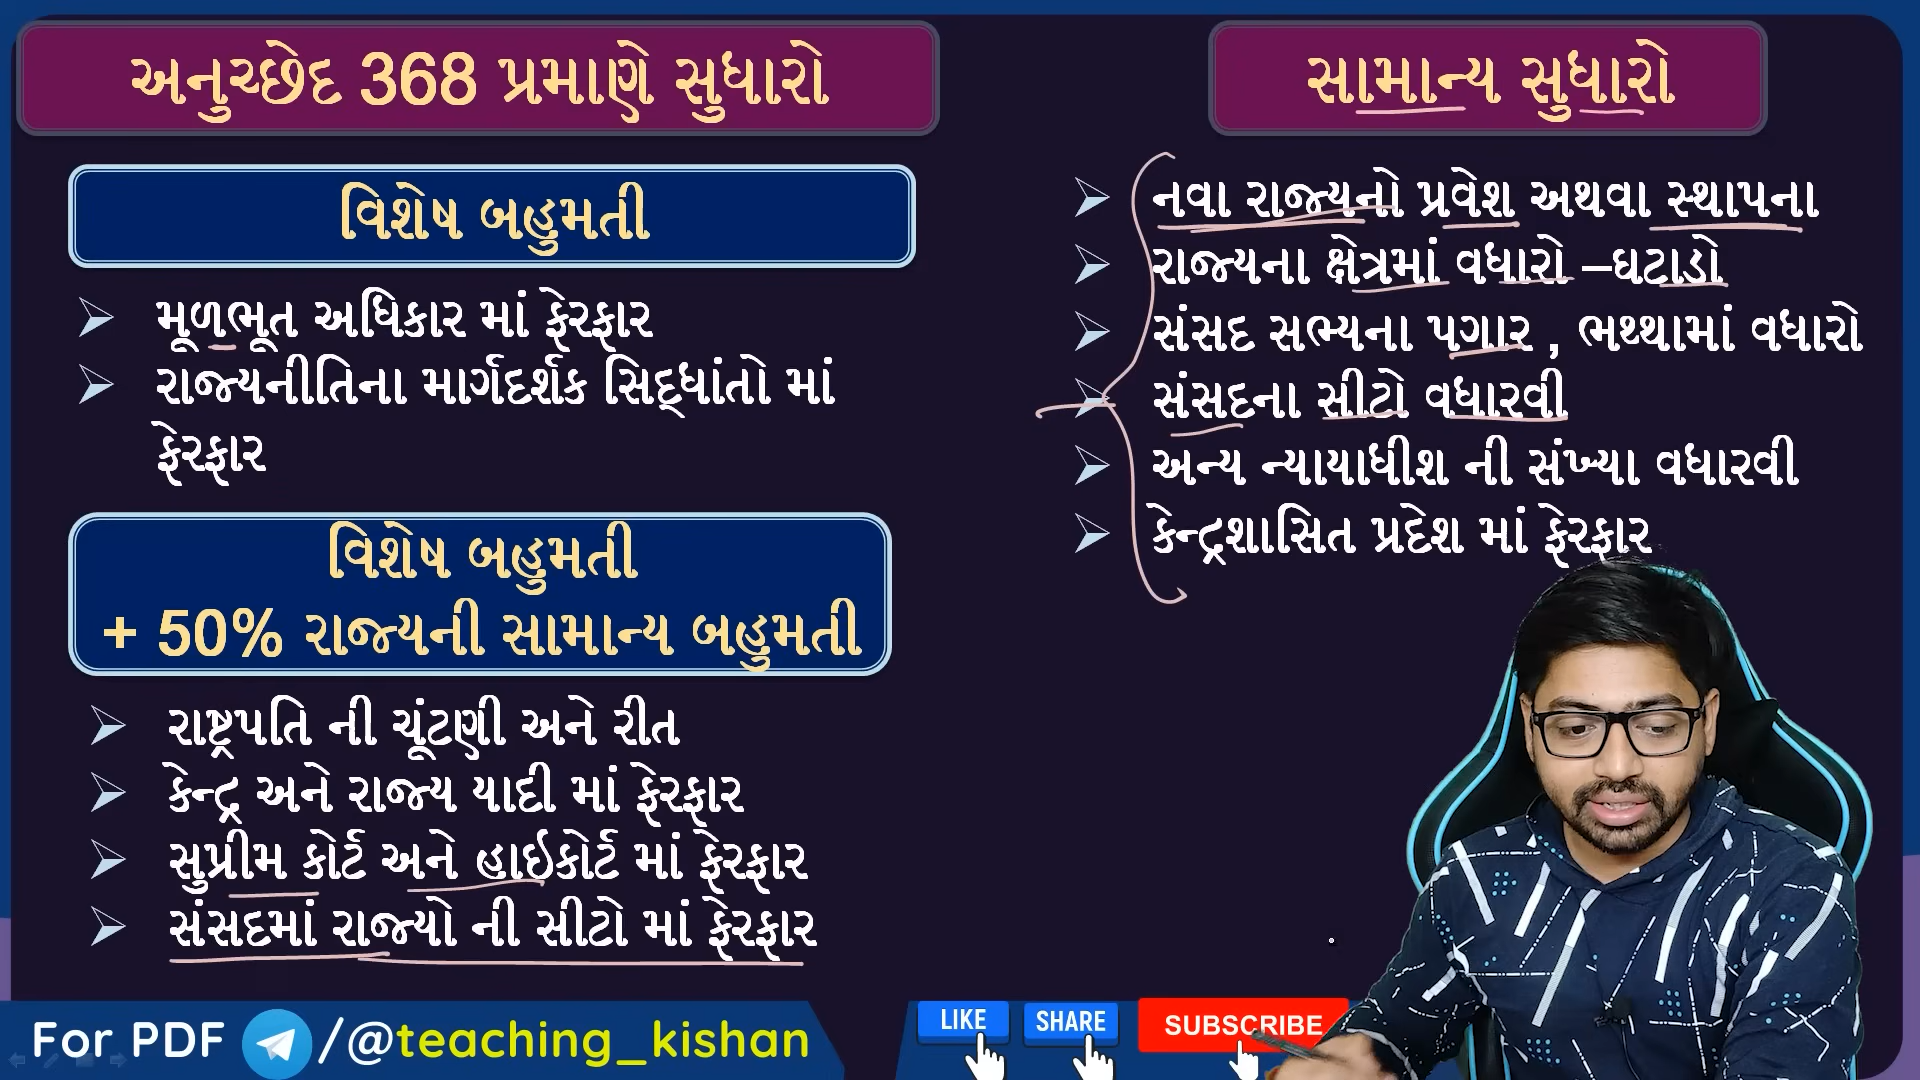 અનુચ્છેદ 368 પ્રમાણે સુધારો
વિશેષ બહુમતી
મૂળભૂત અધિકાર માં ફેરફાર
રાજ્યનીતિના માર્ગદર્શક સિદ્ધાંતો માં
ફેરફાર
વિશેષ બહુમતી
+ 50% રાજ્યની સામાન્ય બહુમતી
રાષ્ટ્રપતિ ની ચૂંટણી અને રીત
કેન્દ્ર અને રાજ્ય યાદી માં ફેરફાર
સુપ્રીમ કોર્ટ અને હાઇકોર્ટ માં ફેરફાર
સંસદમાં રાજ્યો ની સીટો માં ફેરફાર
સામાન્ય સુધારો
નવા રાજ્યનો પ્રવેશ અથવા સ્થાપના
રાજ્યના ક્ષેત્રમાં વધારો –ઘટાડો
સંસદ સભ્યના પગાર , ભથ્થામાં વધારો
સંસદના સીટો વધારવી
અન્ય ન્યાયાધીશ ની સંખ્યા વધારવી
કેન્દ્રશાસિત પ્રદેશ માં ફેરફાર
For PDF /@teaching_kishan
LIKE SHARE SUBSCRIBE